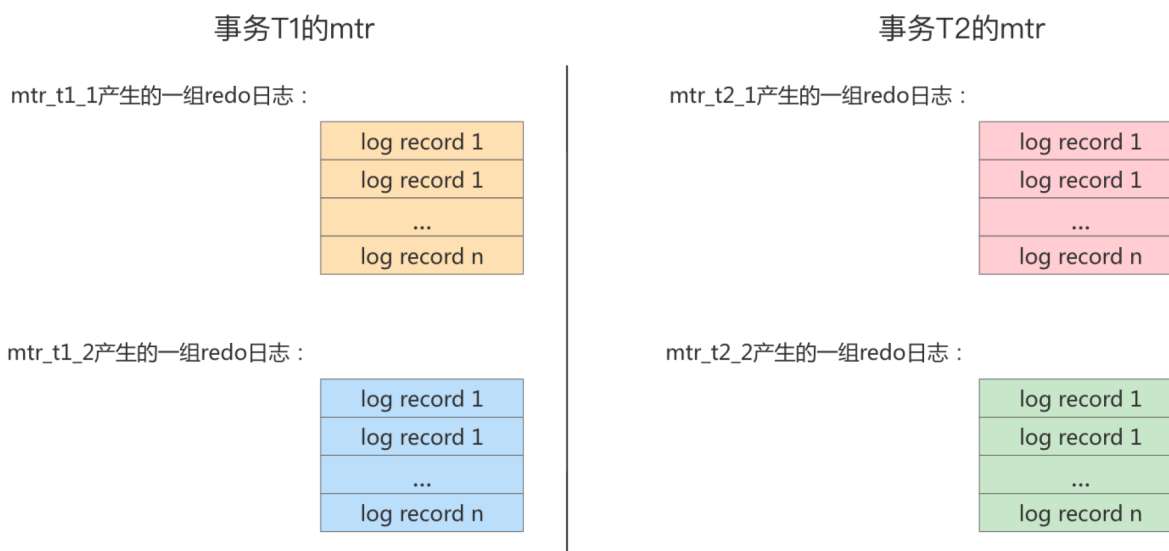 事务T1的mtr
mtr_t1_1产生的一组redo日志：
log record 1
log record 1
...
log record n
mtr_t1_2产生的一组redo日志：
log record 1
log record 1
...
log record n
事务T2的mtr
mtr_t2_1产生的一组redo日志：
log record 1
log record 1
...
log record n
mtr_t2_2产生的一组redo日志：
log record 1
log record 1
...
log record n